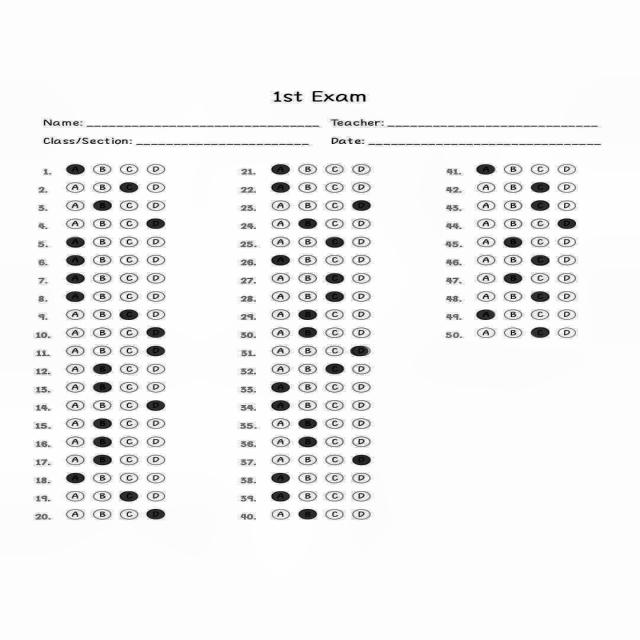 1st Exam
Name: ______________________________ Teacher: ___________________________
Class/Section: ______________________ Date: ______________________________
1. A B C D
2. A B C D
3. A B C D
4. A B C D
5. A B C D
6. A B C D
7. A B C D
8. A B C D
9. A B C D
10. A B C D
11. A B C D
12. A B C D
13. A B C D
14. A B C D
15. A B C D
16. A B C D
17. A B C D
18. A B C D
19. A B C D
20. A B C D
21. A B C D
22. A B C D
23. A B C D
24. A B C D
25. A B C D
26. A B C D
27. A B C D
28. A B C D
29. A B C D
30. A B C D
31. A B C D
32. A B C D
33. A B C D
34. A B C D
35. A B C D
36. A B C D
37. A B C D
38. A B C D
39. A B C D
40. A B C D
41. A B C D
42. A B C D
43. A B C D
44. A B C D
45. A B C D
46. A B C D
47. A B C D
48. A B C D
49. A B C D
50. A B C D